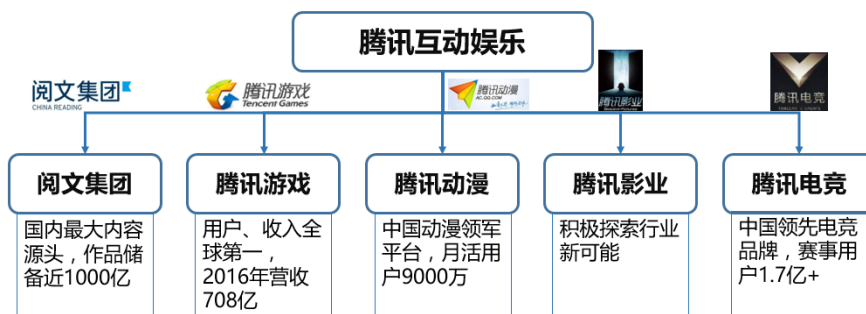 腾讯互动娱乐
阅文集团
CHINA READING
腾讯游戏
Tencent Games
腾讯动漫
AC.QQ.COM
腾讯影业
腾讯电竞
阅文集团
腾讯游戏
腾讯动漫
腾讯影业
腾讯电竞
国内最大内容
源头，作品储
备近1000亿
用户、收入全
球第一，
2016年营收
708亿
中国动漫领军
平台，月活用
户9000万
积极探索行业
新可能
中国领先电竞
品牌，赛事用
户1.7亿+